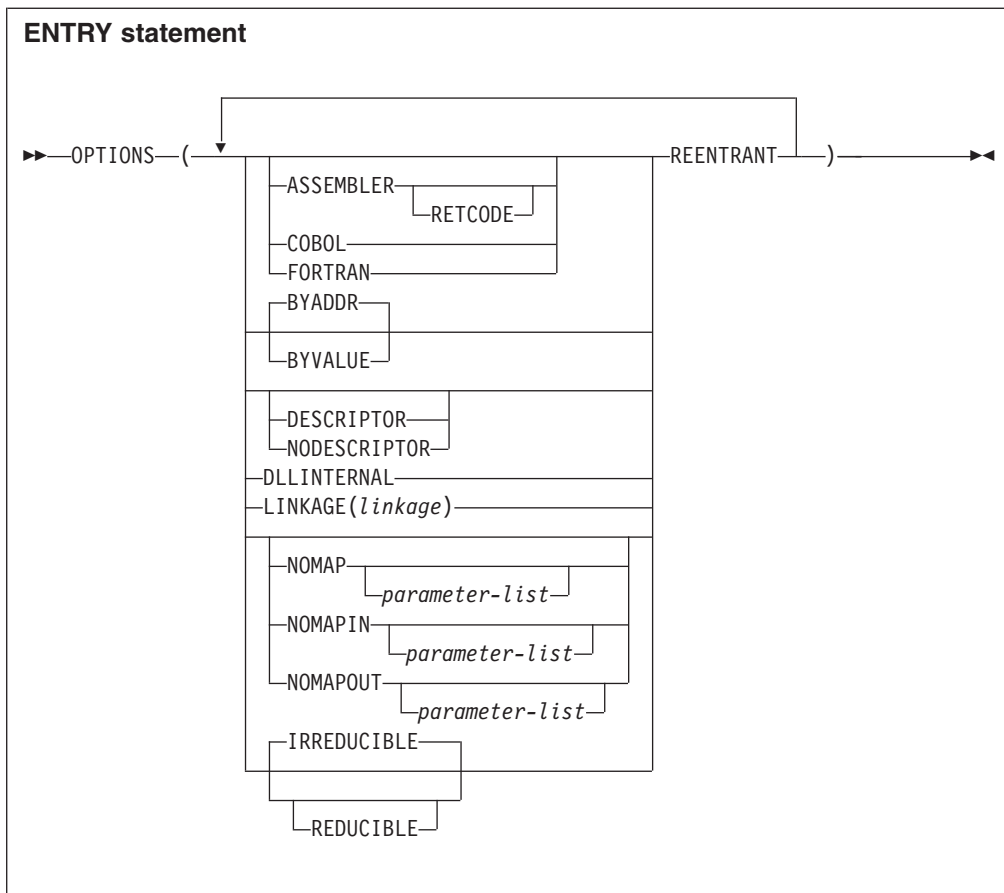 ENTRY statement
OPTIONS ( REENTRANT )
ASSEMBLER
RETCODE
COBOL
FORTRAN
BYADDR
BYVALUE
DESCRIPTOR
NODESCRIPTOR
DLLINTERNAL
LINKAGE(linkage)
NOMAP
parameter-list
NOMAPIN
parameter-list
NOMAPOUT
parameter-list
IRREDUCIBLE
REDUCIBLE